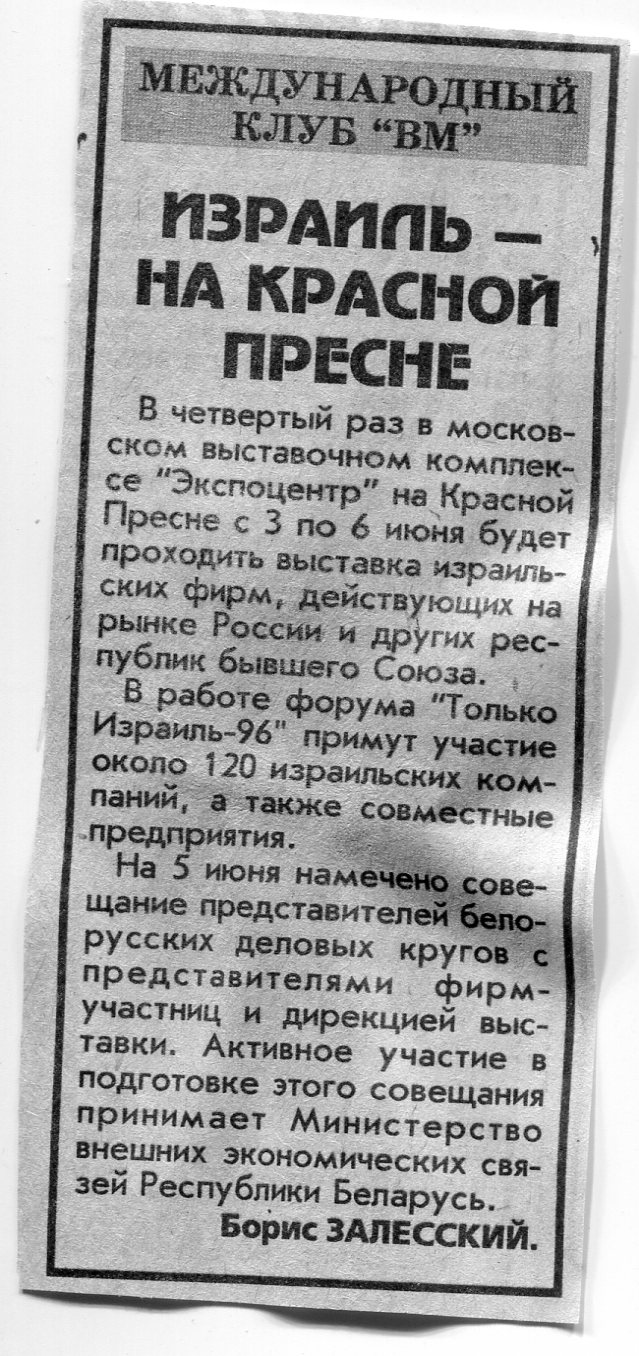 МЕЖДУНАРОДНЫЙ
КЛУБ “ВМ”
ИЗРАИЛЬ —
НА КРАСНОЙ
ПРЕСНЕ
В четвертый раз в москов-
ском выставочном комплек-
се "Экспоцентр" на Красной
Пресне с 3 по 6 июня будет
проходить выставка израиль-
ских фирм, действующих на
рынке России и других рес-
публик бывшего Союза.
В работе форума "Только
Израиль-96" примут участие
около 120 израильских ком-
паний, а также совместные
предприятия.
На 5 июня намечено сове-
щание представителей бело-
русских деловых кругов с
представителями фирм-
участниц и дирекцией выс-
тавки. Активное участие в
подготовке этого совещания
принимает Министерство
внешних экономических свя-
зей Республики Беларусь.
Борис ЗАЛЕССКИЙ.